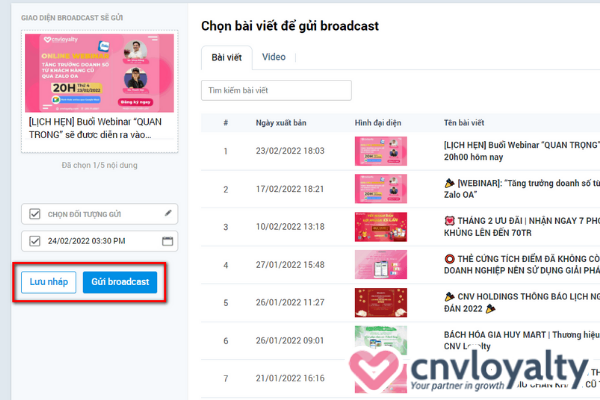 GIAO DIỆN BROADCAST SẼ GỬI
cnvloyalty
ONLINE WEBINAR
TĂNG TRƯỞNG DOANH SỐ
TỪ KHÁCH HÀNG CŨ
QUA ZALO OA
20H
Đăng ký ngay
[LỊCH HẸN] Buổi Webinar “QUAN
TRỌNG” sẽ được diễn ra vào...
Đã chọn 1/5 nội dung
CHỌN ĐỐI TƯỢNG GỬI
24/02/2022 03:30 PM
Lưu nháp
Gửi broadcast
Chọn bài viết để gửi broadcast
Bài viết
Video
Tìm kiếm bài viết
# Ngày xuất bản Hình đại diện Tên bài viết
1 23/02/2022 18:03 [LỊCH HẸN] Buổi Webinar “QUAN TRỌNG”
20h00 hôm nay
2 17/02/2022 18:21 [WEBINAR]: "Tăng trưởng doanh số từ
Zalo OA”
3 10/02/2022 13:18 THÁNG 2 ƯU ĐÃI | NHẬN NGAY 7 PH
KHỦNG LÊN ĐẾN 70TR
4 27/01/2022 15:48 THẺ CỨNG TÍCH ĐIỂM ĐÃ KHÔNG CÒ
DOANH NGHIỆP NÊN SỬ DỤNG GIẢI PHÁ
5 26/01/2022 11:27 CNV HOLDINGS THÔNG BÁO LỊCH NG
ĐÁN 2022
6 26/01/2022 09:01 BÁCH HÓA GIA HUY MART | Thương hiệu
CNV Loyalty
7 21/01/2022 16:16
cnvloyalty
Your partner in growth